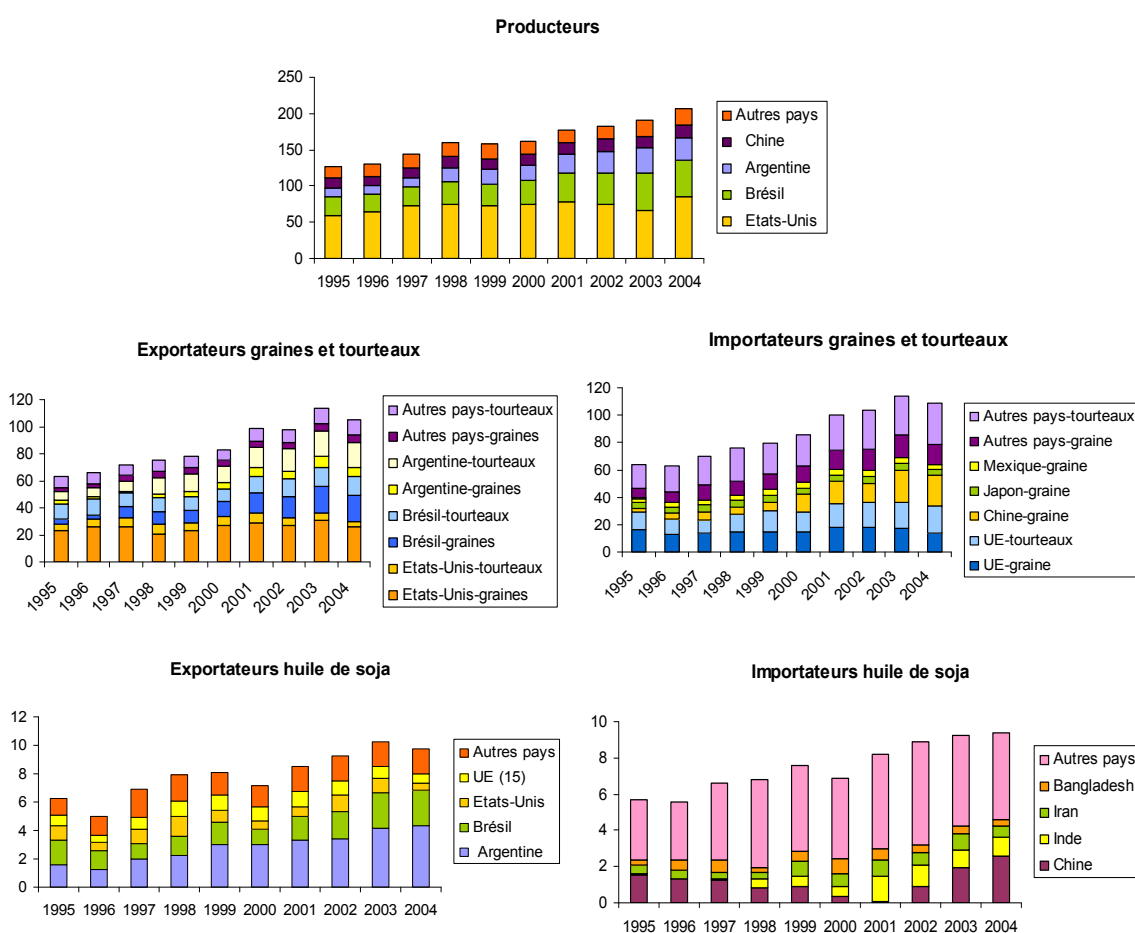 Producteurs
250
200
150
100
50
0
1995 1996 1997 1998 1999 2000 2001 2002 2003 2004
Autres pays
Chine
Argentine
Brésil
Etats-Unis
Exportateurs graines et tourteaux
120
100
80
60
40
20
0
1995 1996 1997 1998 1999 2000 2001 2002 2003 2004
Autres pays-tourteaux
Autres pays-graines
Argentine-tourteaux
Argentine-graines
Brésil-tourteaux
Brésil-graines
Etats-Unis-tourteaux
Etats-Unis-graines
Importateurs graines et tourteaux
120
100
80
60
40
20
0
1995 1996 1997 1998 1999 2000 2001 2002 2003 2004
Autres pays-tourteaux
Autres pays-graine
Mexique-graine
Japon-graine
Chine-graine
UE-tourteaux
UE-graine
Exportateurs huile de soja
12
10
8
6
4
2
0
1995 1996 1997 1998 1999 2000 2001 2002 2003 2004
Autres pays
UE (15)
Etats-Unis
Brésil
Argentine
Importateurs huile de soja
10
8
6
4
2
0
1995 1996 1997 1998 1999 2000 2001 2002 2003 2004
Autres pays
Bangladesh
Iran
Inde
Chine